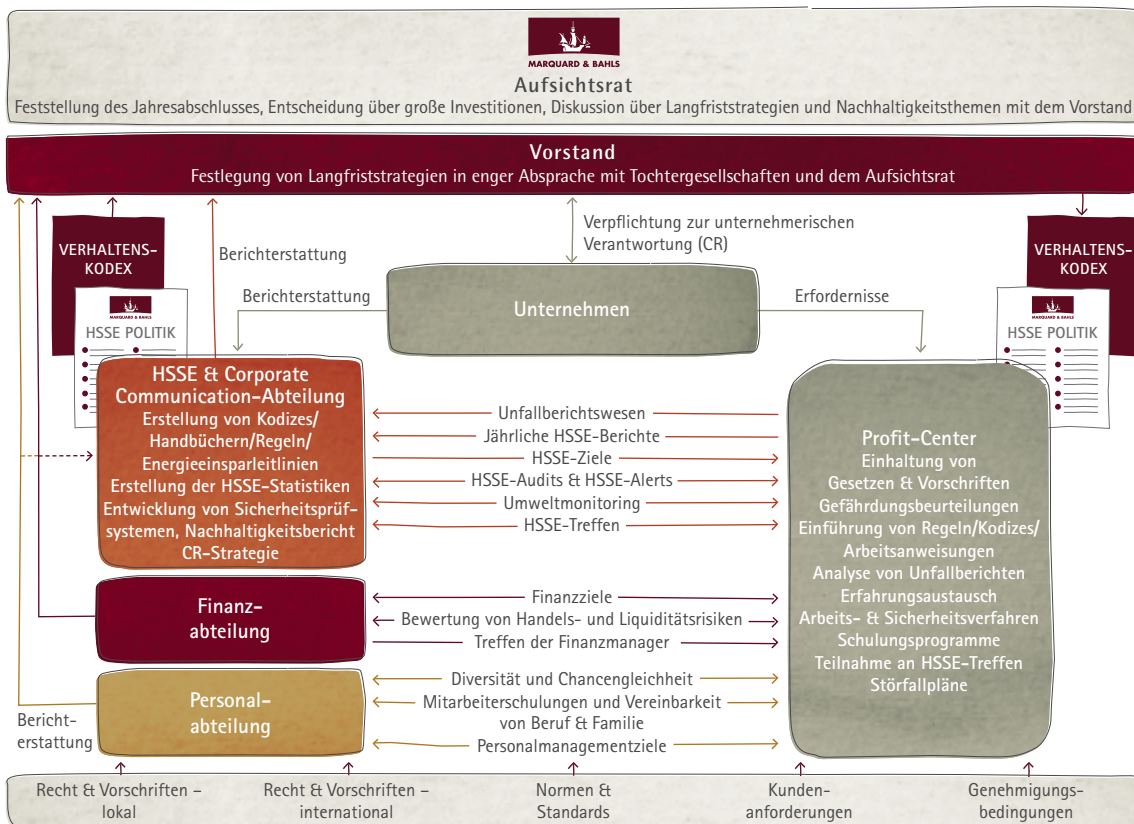 MARQUARD & BAHLS
Aufsichtsrat
Feststellung des Jahresabschlusses, Entscheidung über große Investitionen, Diskussion über Langfriststrategien und Nachhaltigkeitsthemen mit dem Vorstand
Vorstand
Festlegung von Langfriststrategien in enger Absprache mit Tochtergesellschaften und dem Aufsichtsrat
VERHALTENS-
KODEX
MARQUARD & BAHLS
HSSE POLITIK
Berichterstattung
Verpflichtung zur unternehmerischen
Verantwortung (CR)
VERHALTENS-
KODEX
MARQUARD & BAHLS
HSSE POLITIK
Berichterstattung
Unternehmen
Erfordernisse
HSSE & Corporate
Communication-Abteilung
Erstellung von Kodizes/
Handbüchern/Regeln/
Energieeinsparleitlinien
Erstellung der HSSE-Statistiken
Entwicklung von Sicherheitsprüf-
systemen, Nachhaltigkeitsbericht
CR-Strategie
Unfallberichtswesen
Jährliche HSSE-Berichte
HSSE-Ziele
HSSE-Audits & HSSE-Alerts
Umweltmonitoring
HSSE-Treffen
Profit-Center
Einhaltung von
Gesetzen & Vorschriften
Gefährdungsbeurteilungen
Einführung von Regeln/Kodizes/
Arbeitsanweisungen
Analyse von Unfallberichten
Erfahrungsaustausch
Arbeits- & Sicherheitsverfahren
Schulungsprogramme
Teilnahme an HSSE-Treffen
Störfallpläne
Finanz-
abteilung
Finanzziele
Bewertung von Handels- und Liquiditätsrisiken
Treffen der Finanzmanager
Personal-
abteilung
Diversität und Chancengleichheit
Mitarbeiterschulungen und Vereinbarkeit
von Beruf & Familie
Personalmanagementziele
Bericht-
erstattung
Recht & Vorschriften –
lokal
Recht & Vorschriften –
international
Normen &
Standards
Kunden-
anforderungen
Genehmigungs-
bedingungen